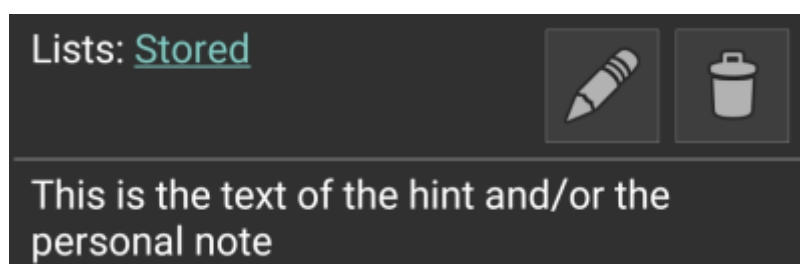 Lists: Stored
This is the text of the hint and/or the
personal note